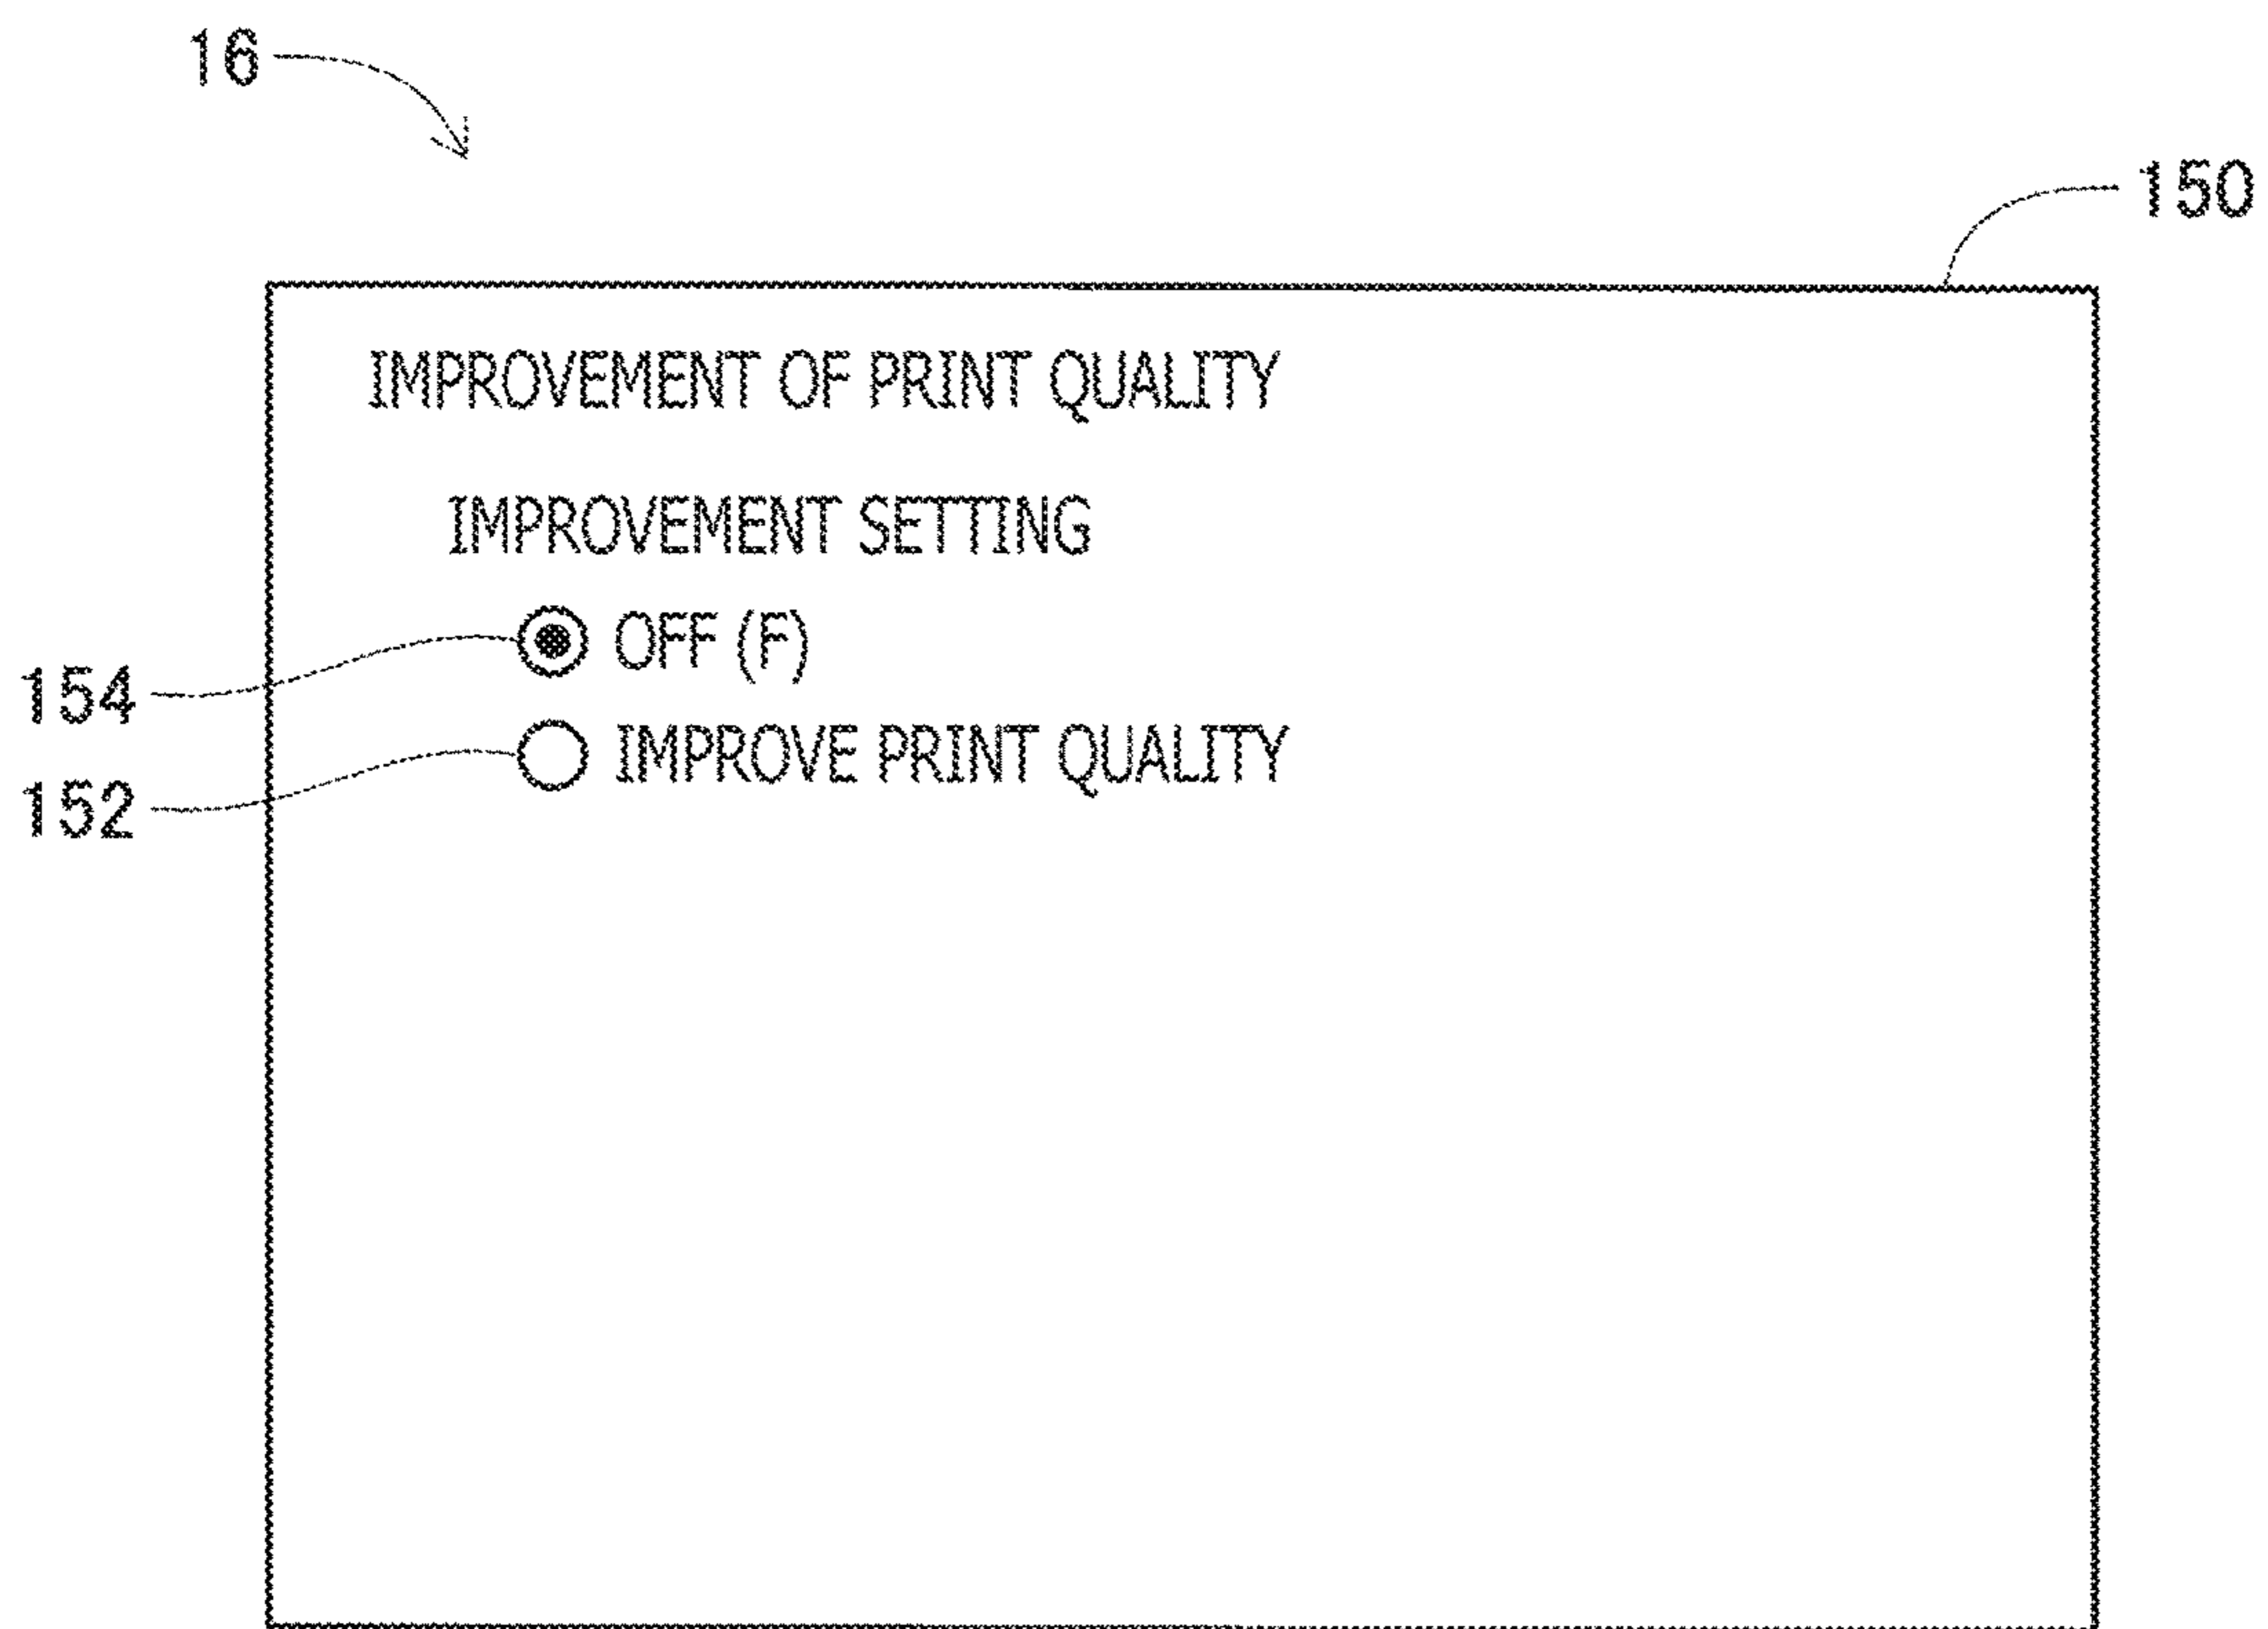 16
150
IMPROVEMENT OF PRINT QUALITY
IMPROVEMENT SETTING
OFF (F)
154
IMPROVE PRINT QUALITY
152